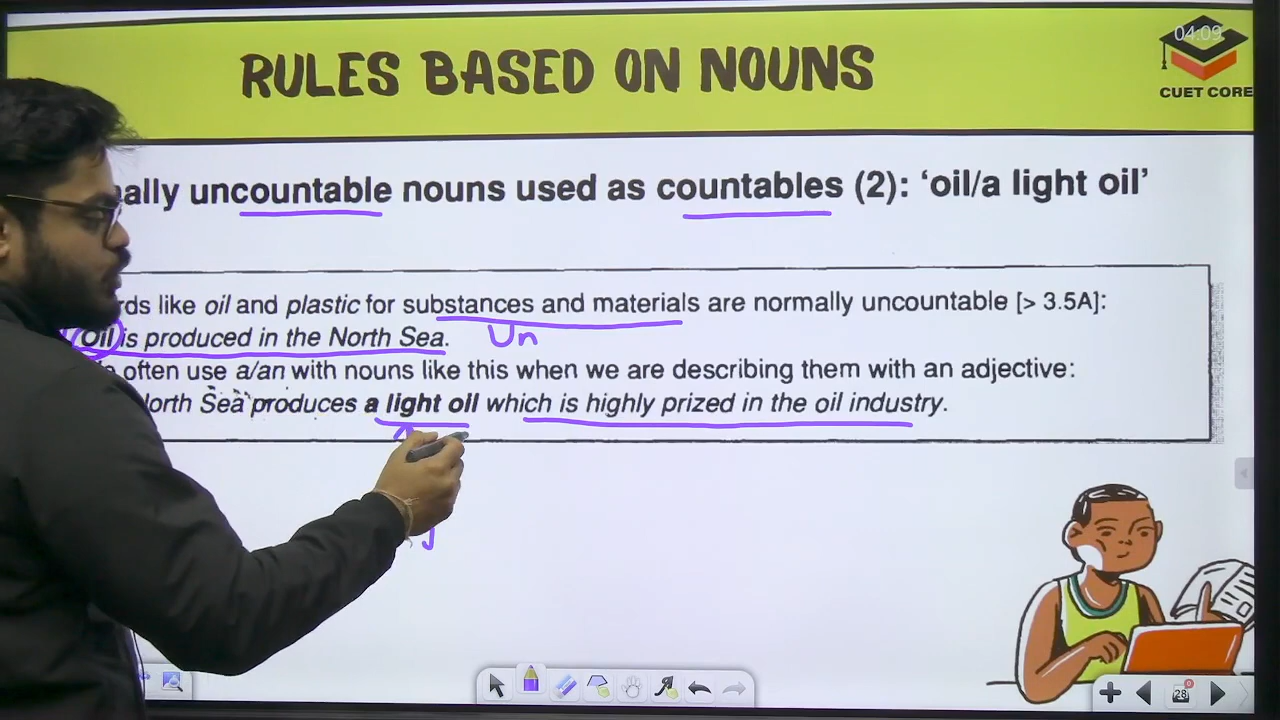 RULES BASED ON NOUNS
04:09
CUET CORE
ally uncountable nouns used as countables (2): ‘oil/a light oil’
rds like oil and plastic for substances and materials are normally uncountable [> 3.5A]:
Oil is produced in the North Sea.
Un
often use a/an with nouns like this when we are describing them with an adjective:
North Sea produces a light oil which is highly prized in the oil industry.
28